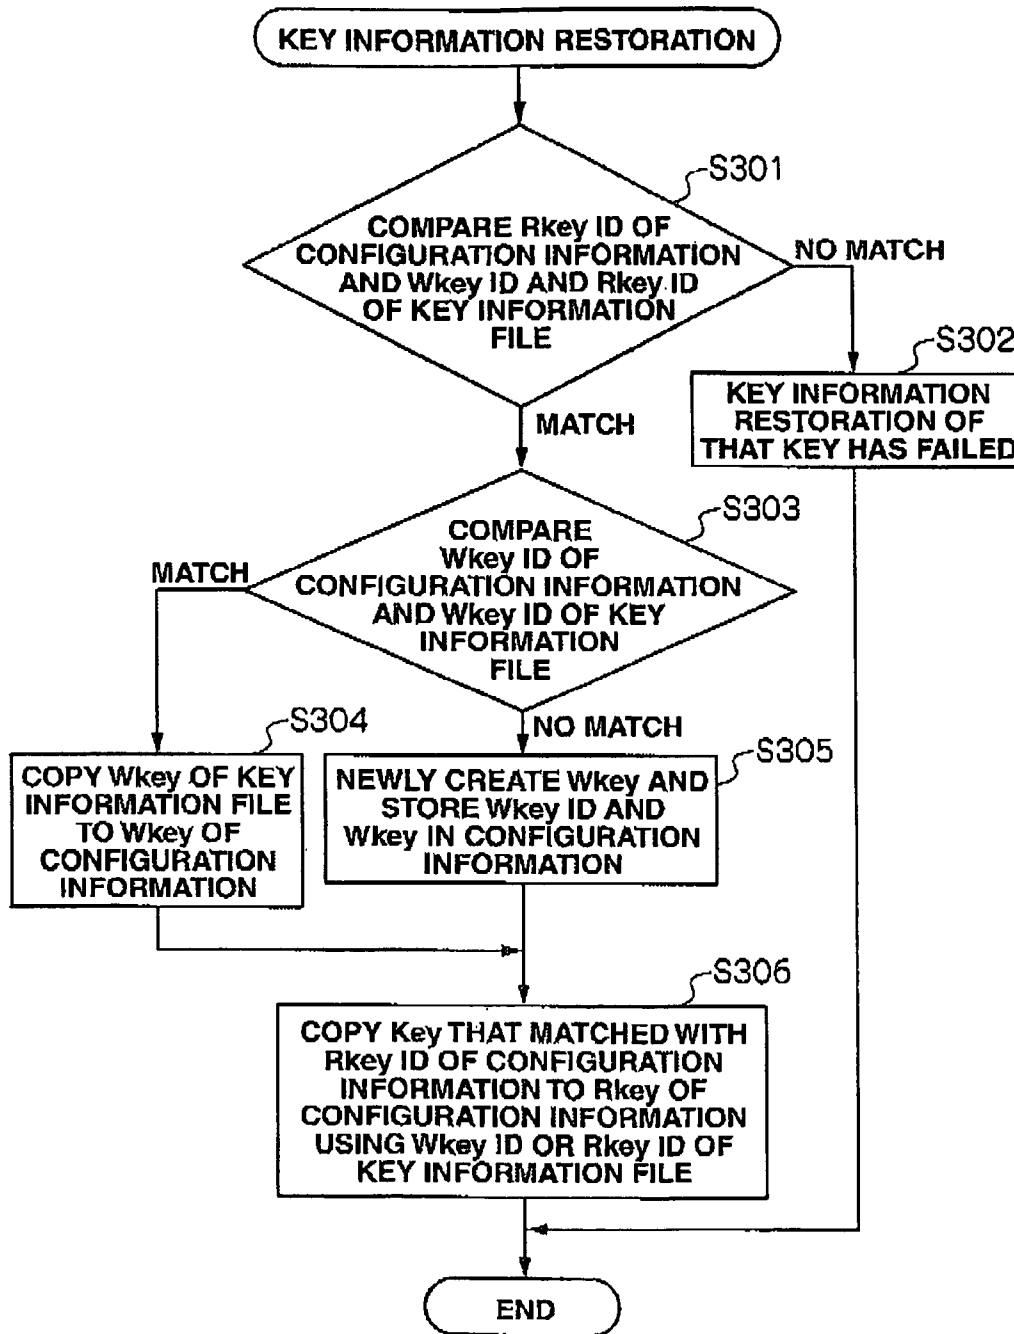 KEY INFORMATION RESTORATION
S301
COMPARE Rkey ID OF
CONFIGURATION INFORMATION
AND Wkey ID AND Rkey ID
OF KEY INFORMATION
FILE
NO MATCH
S302
KEY INFORMATION
RESTORATION OF
THAT KEY HAS FAILED
MATCH
S303
COMPARE
Wkey ID OF
CONFIGURATION INFORMATION
AND Wkey ID OF KEY
INFORMATION
FILE
MATCH
NO MATCH
S304
COPY Wkey OF KEY
INFORMATION FILE
TO Wkey OF
CONFIGURATION
INFORMATION
S305
NEWLY CREATE Wkey AND
STORE Wkey ID AND
Wkey IN CONFIGURATION
INFORMATION
S306
COPY Key THAT MATCHED WITH
Rkey ID OF CONFIGURATION
INFORMATION TO Rkey OF
CONFIGURATION INFORMATION
USING Wkey ID OR Rkey ID OF
KEY INFORMATION FILE
END